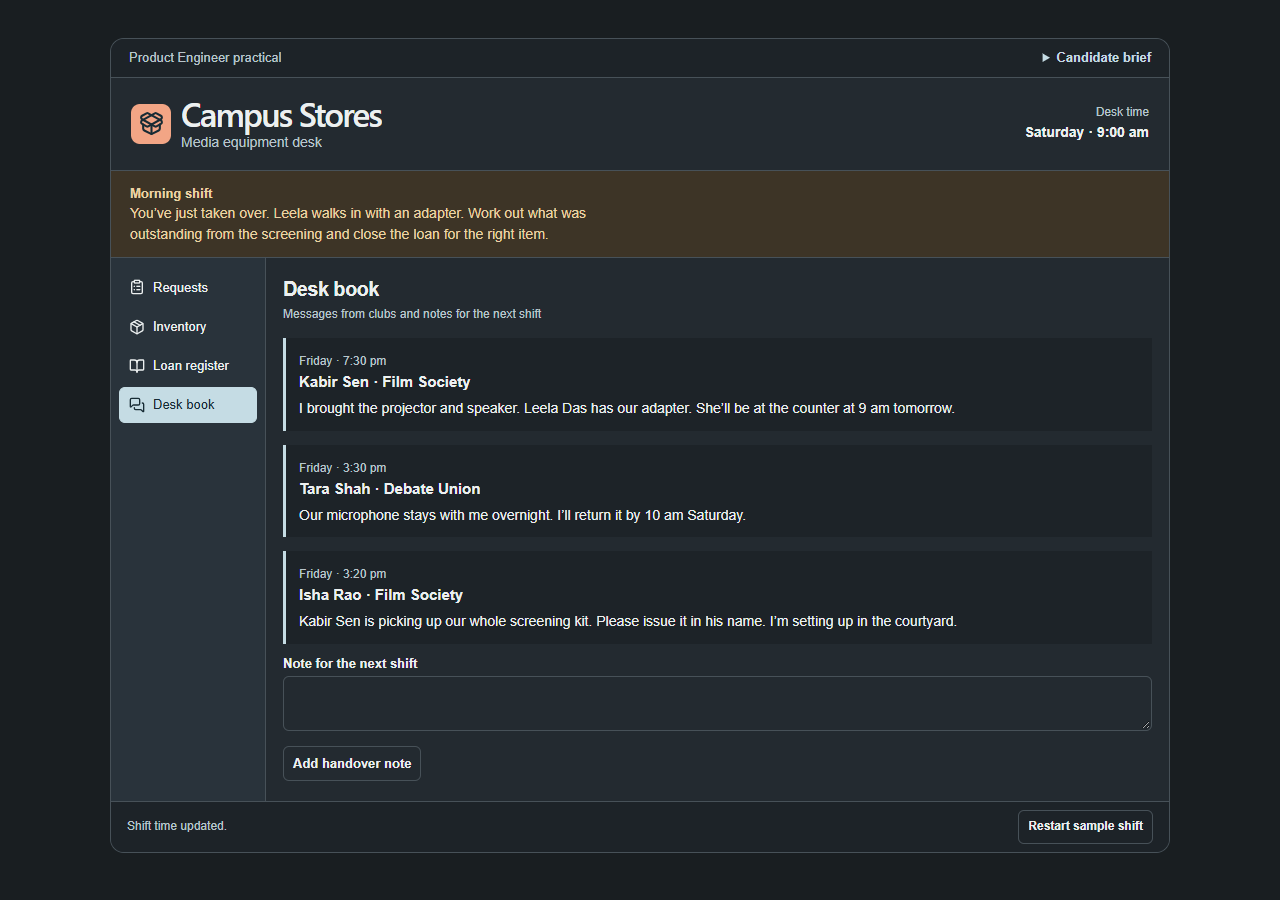 Product Engineer practical
▶ Candidate brief
Campus Stores
Media equipment desk
Desk time
Saturday · 9:00 am
Morning shift
You’ve just taken over. Leela walks in with an adapter. Work out what was
outstanding from the screening and close the loan for the right item.
Requests
Inventory
Loan register
Desk book
Desk book
Messages from clubs and notes for the next shift
Friday · 7:30 pm
Kabir Sen · Film Society
I brought the projector and speaker. Leela Das has our adapter. She’ll be at the counter at 9 am tomorrow.
Friday · 3:30 pm
Tara Shah · Debate Union
Our microphone stays with me overnight. I’ll return it by 10 am Saturday.
Friday · 3:20 pm
Isha Rao · Film Society
Kabir Sen is picking up our whole screening kit. Please issue it in his name. I’m setting up in the courtyard.
Note for the next shift
Add handover note
Shift time updated.
Restart sample shift